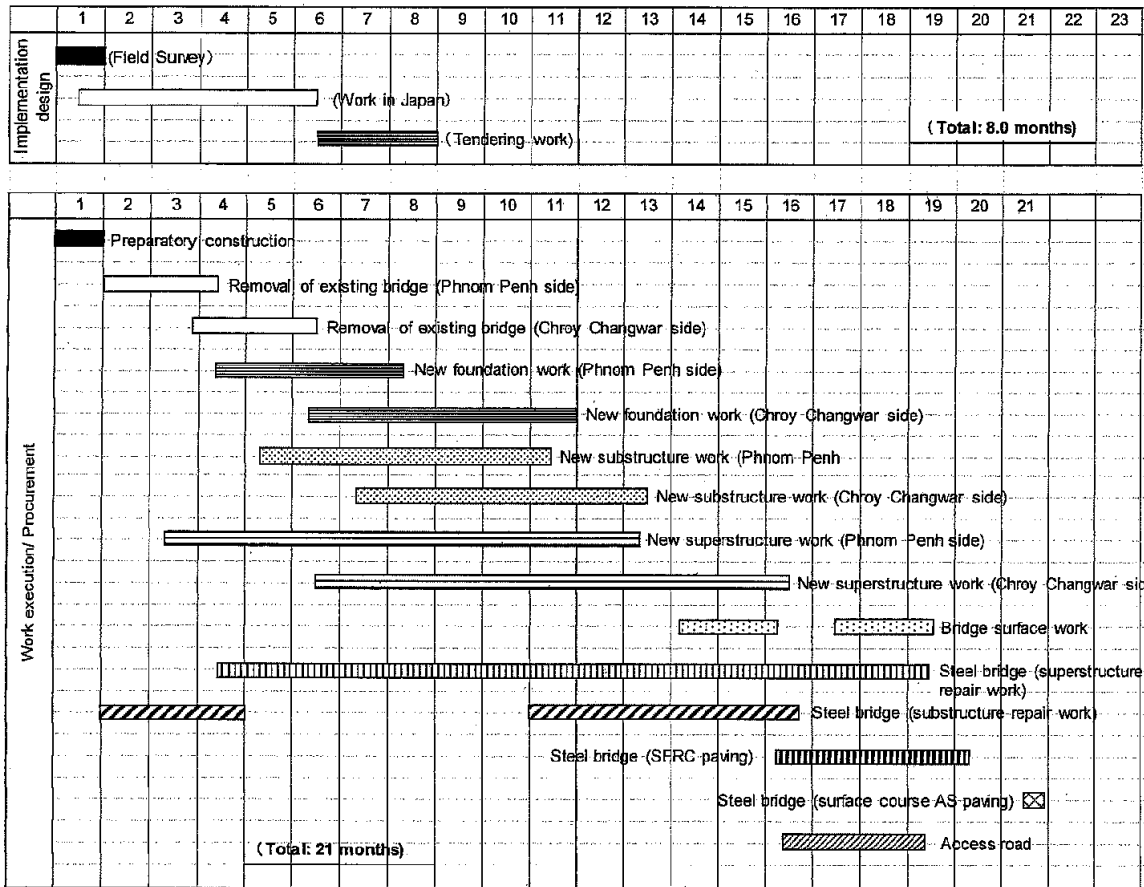 1 2 3 4 5 6 7 8 9 10 11 12 13 14 15 16 17 18 19 20 21 22 23
Implementation
design
(Field Survey)
(Work in Japan)
(Tendering work)
(Total: 8.0 months)
1 2 3 4 5 6 7 8 9 10 11 12 13 14 15 16 17 18 19 20 21
Work execution/ Procurement
Preparatory construction
Removal of existing bridge (Phnom Penh side)
Removal of existing bridge (Chroy Changwar side)
New foundation work (Phnom Penh side)
New foundation work (Chroy Changwar side)
New substructure work (Phnom Penh
New substructure work (Chroy Changwar side)
New superstructure work (Phnom Penh side)
New superstructure work (Chroy Changwar sid
Bridge surface work
Steel bridge (superstructure
repair work)
Steel bridge (substructure repair work)
Steel bridge (SFRC paving)
Steel bridge (surface course AS paving)
Access road
(Total: 21 months)